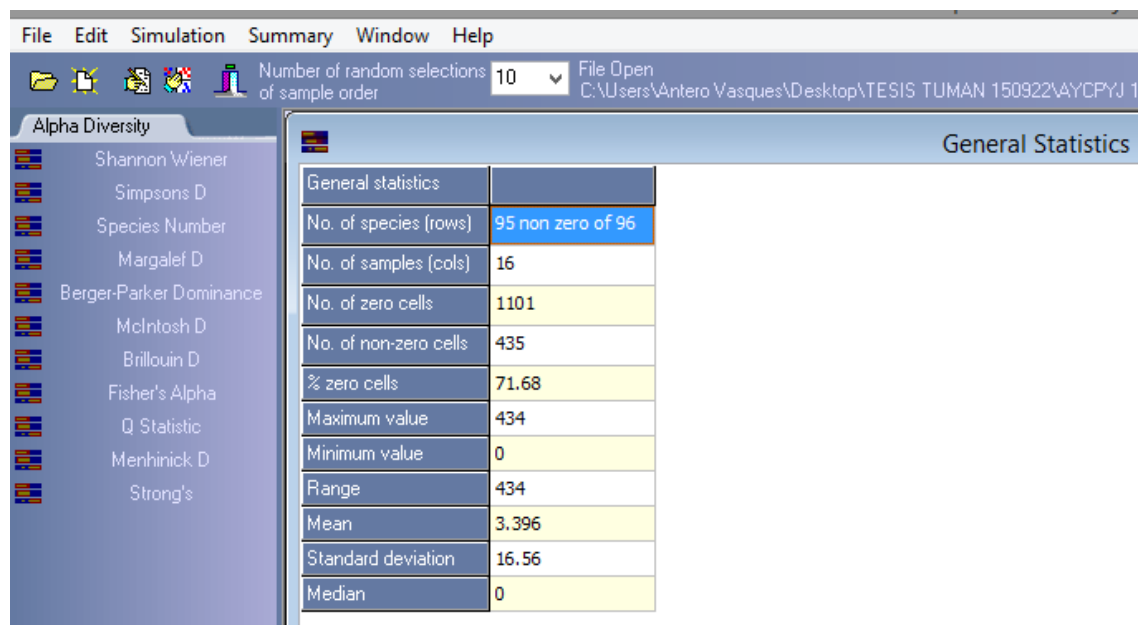 File Edit Simulation Summary Window Help
Number of random selections
of sample order
10
File Open
C:\Users\Antero Vasques\Desktop\TESIS TUMAN 150922\AYCPYJ 1
Alpha Diversity
Shannon Wiener
Simpsons D
Species Number
Margalef D
Berger-Parker Dominance
McIntosh D
Brillouin D
Fisher's Alpha
Q Statistic
Menhinick D
Strong's
General Statistics
General statistics
No. of species (rows) 95 non zero of 96
No. of samples (cols) 16
No. of zero cells 1101
No. of non-zero cells 435
% zero cells 71.68
Maximum value 434
Minimum value 0
Range 434
Mean 3.396
Standard deviation 16.56
Median 0